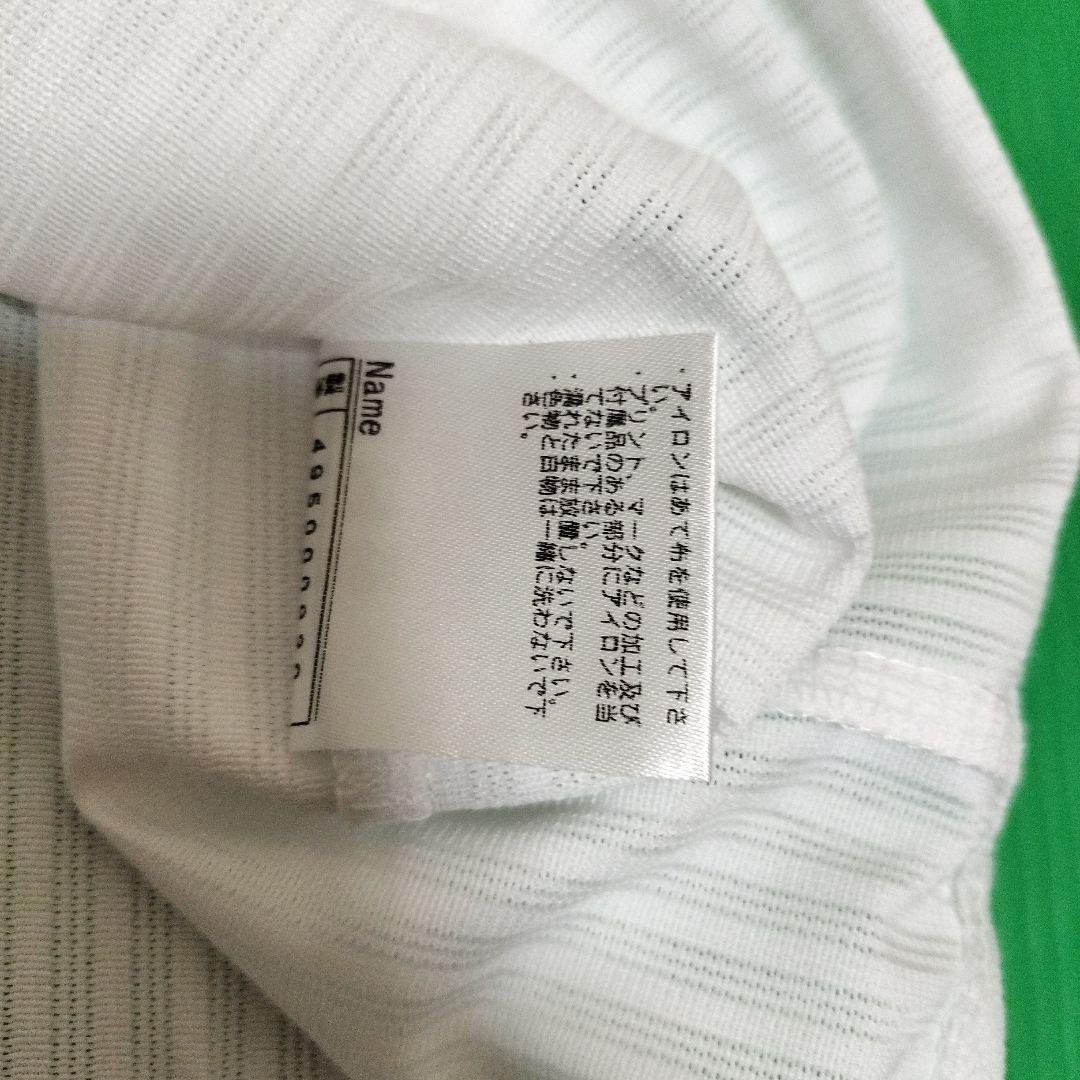 ・アイロンはあて布を使用して下さ
い。
・プリント、マークなどの加工及び
付属品のある部分にアイロンを当
てないで下さい。
・濡れたまま放置しないで下さい。
・色物と白物は一緒に洗わないで下
さい。
Name